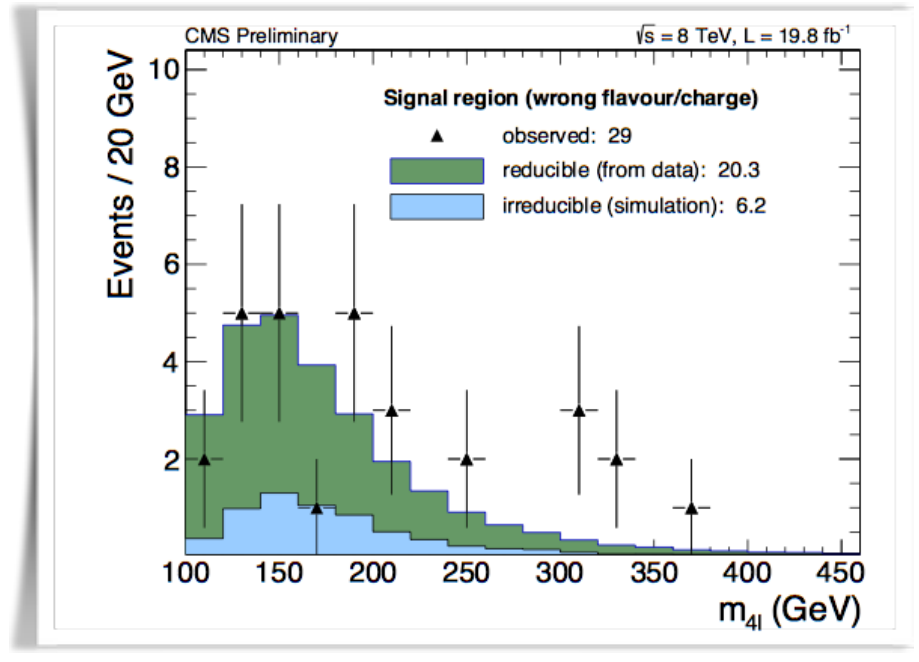 CMS Preliminary √s = 8 TeV, L = 19.8 fb⁻¹
Signal region (wrong flavour/charge)
observed: 29
reducible (from data): 20.3
irreducible (simulation): 6.2
Events / 20 GeV
10
8
6
4
2
100 150 200 250 300 350 400 450
m4l (GeV)